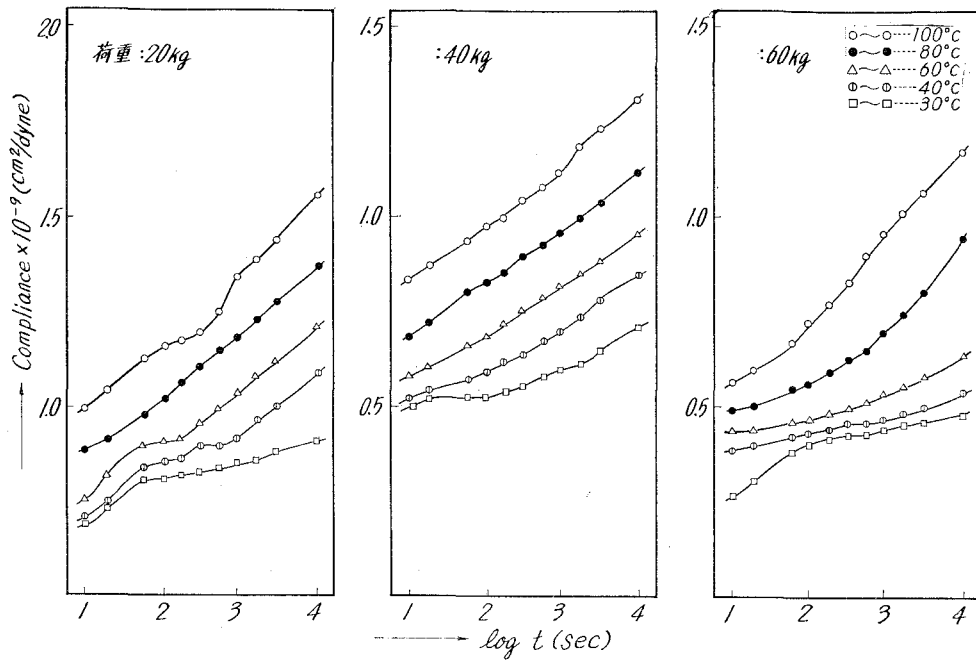 荷重:20kg
:40kg
:60kg
○~○----100°c
●~●----80°c
△~△----60°c
⦶~⦶----40°c
□~□----30°c
20
1.5
1.0
1 2 3 4
1.5
1.0
0.5
1 2 3 4
1.5
1.0
0.5
1 2 3 4
→ Compliance×10⁻⁹ (cm²/dyne)
→ log t (sec)